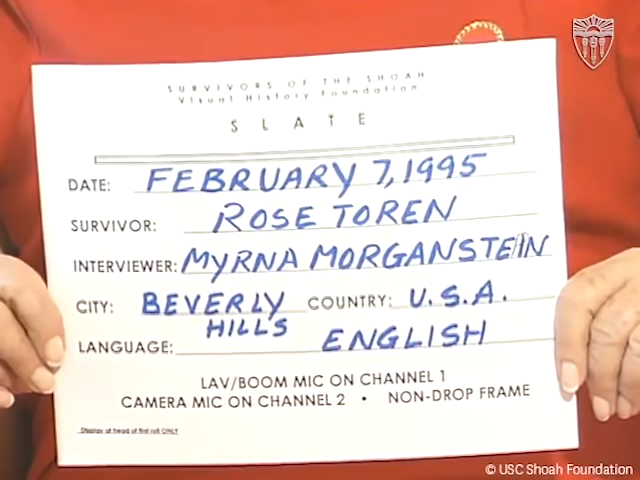 SURVIVORS OF THE SHOAH
Visual History Foundation
SLATE
DATE: FEBRUARY 7, 1995
SURVIVOR: ROSE TOREN
INTERVIEWER: MYRNA MORGANSTEIN
CITY: BEVERLY HILLS COUNTRY: U.S.A.
LANGUAGE: ENGLISH
LAV/BOOM MIC ON CHANNEL 1
CAMERA MIC ON CHANNEL 2 • NON-DROP FRAME
Display at head of first roll ONLY
© USC Shoah Foundation